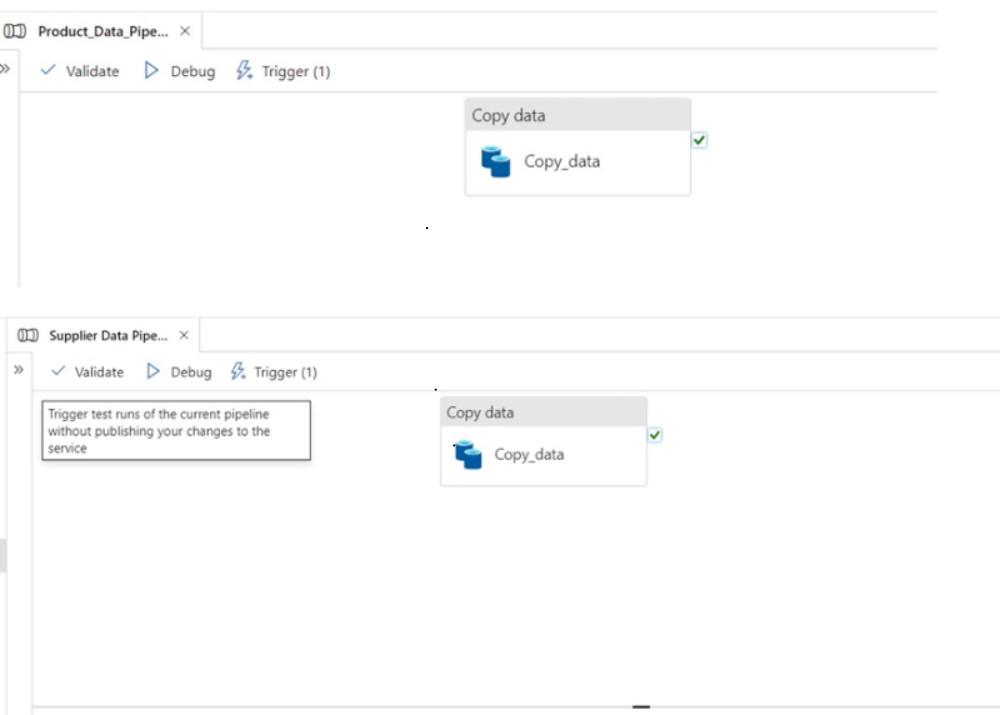 Product_Data_Pipe...
Validate Debug Trigger (1)
Copy data
Copy_data
Supplier Data Pipe...
Validate Debug Trigger (1)
Trigger test runs of the current pipeline
without publishing your changes to the
service
Copy data
Copy_data